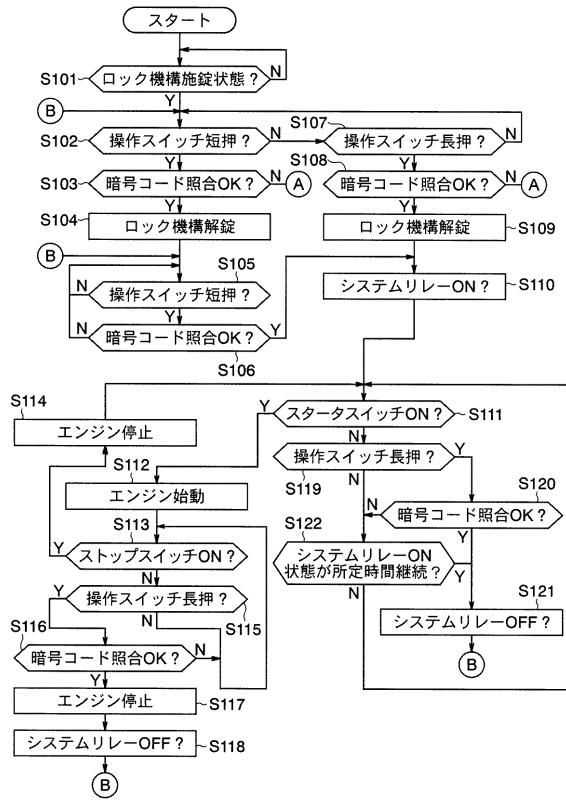 スタート
S101 ロック機構施錠状態? N
Y
B
S102 操作スイッチ短押? N
S107 操作スイッチ長押? N
Y
Y
S103 暗号コード照合OK? N A
S108 暗号コード照合OK? N A
Y
Y
S104 ロック機構解錠
ロック機構解錠 S109
B
S105
N 操作スイッチ短押?
Y
N 暗号コード照合OK? Y
S106
システムリレーON? S110
S114
エンジン停止
Y スタータスイッチON? S111
N
S112
エンジン始動
操作スイッチ長押? Y
S119
N
S113
Y ストップスイッチON?
N
S120
N 暗号コード照合OK?
Y
S122
システムリレーON
状態が所定時間継続? Y
N
Y 操作スイッチ長押?
S115
N
S121
システムリレーOFF?
B
S116
暗号コード照合OK? N
Y
エンジン停止 S117
システムリレーOFF? S118
B